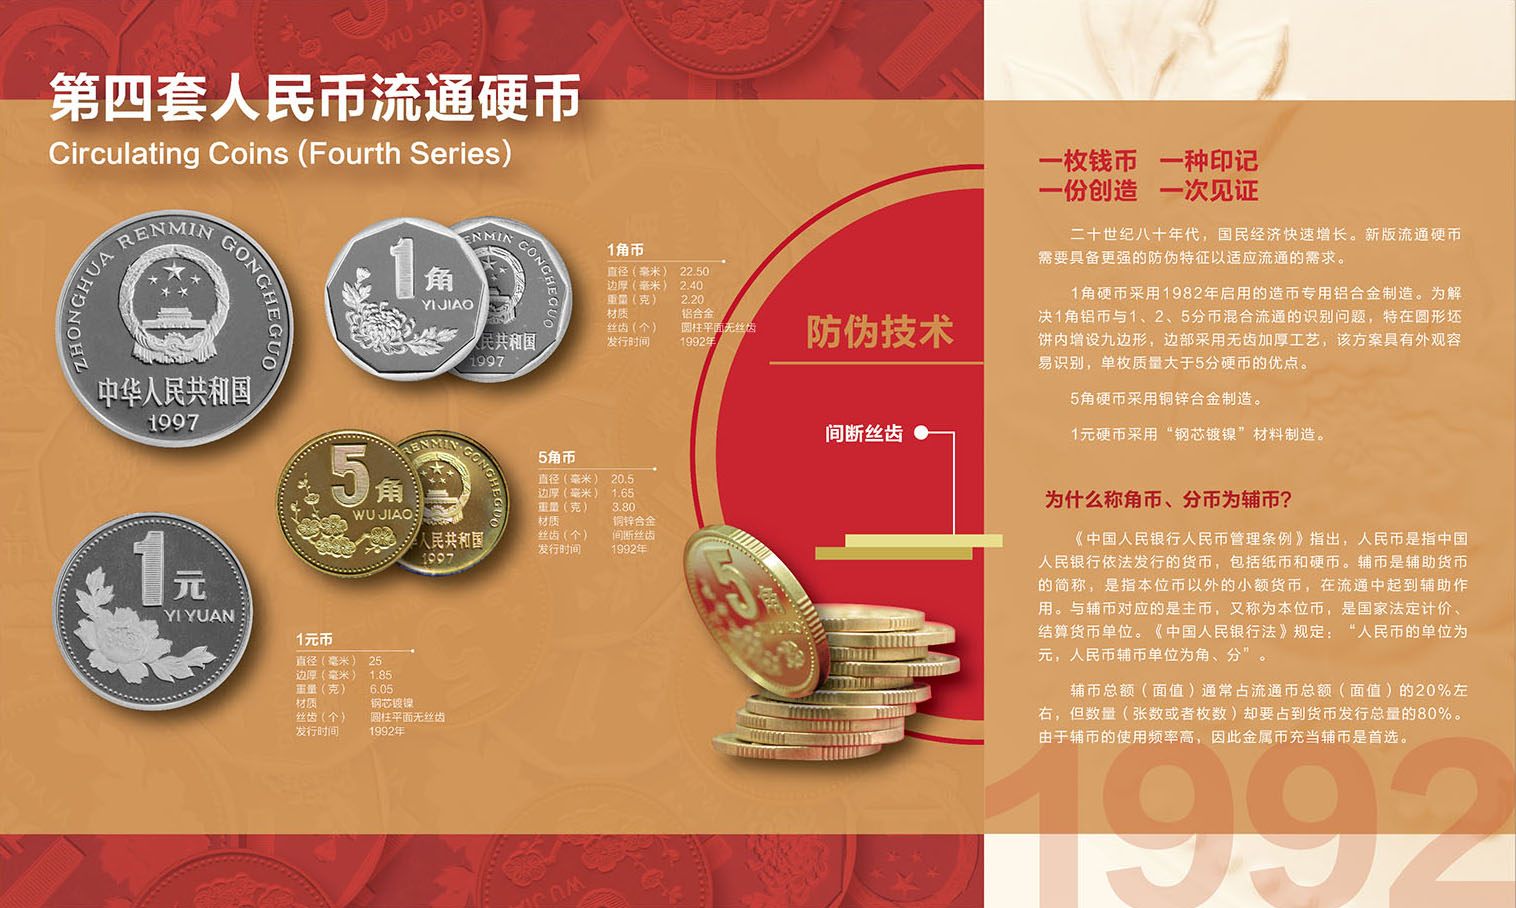 第四套人民币流通硬币
Circulating Coins (Fourth Series)
ZHONGHUA RENMIN GONGHEGUO
中华人民共和国
1997
1角
YI JIAO
ENMIN GONGHEGUO
民共和国
1997
1角币
直径（毫米） 22.50
边厚（毫米） 2.40
重量（克） 2.20
材质 铝合金
丝齿（个） 圆柱平面无丝齿
发行时间 1992年
5角
WU JIAO
RENMIN GONGHEGUO
人民共和国
1997
5角币
直径（毫米） 20.5
边厚（毫米） 1.65
重量（克） 3.80
材质 铜锌合金
丝齿（个） 间断丝齿
发行时间 1992年
1元
YI YUAN
1元币
直径（毫米） 25
边厚（毫米） 1.85
重量（克） 6.05
材质 钢芯镀镍
丝齿（个） 圆柱平面无丝齿
发行时间 1992年
防伪技术
间断丝齿
5角
一枚钱币 一种印记
一份创造 一次见证
二十世纪八十年代，国民经济快速增长。新版流通硬币
需要具备更强的防伪特征以适应流通的需求。
1角硬币采用1982年启用的造币专用铝合金制造。为解
决1角铝币与1、2、5分币混合流通的识别问题，特在圆形坯
饼内增设九边形，边部采用无齿加厚工艺，该方案具有外观容
易识别，单枚质量大于5分硬币的优点。
5角硬币采用铜锌合金制造。
1元硬币采用“钢芯镀镍”材料制造。
为什么称角币、分币为辅币？
《中国人民银行人民币管理条例》指出，人民币是指中国
人民银行依法发行的货币，包括纸币和硬币。辅币是辅助货币
的简称，是指本位币以外的小额货币，在流通中起到辅助作
用。与辅币对应的是主币，又称为本位币，是国家法定计价、
结算货币单位。《中国人民银行法》规定：“人民币的单位为
元，人民币辅币单位为角、分”。
辅币总额（面值）通常占流通币总额（面值）的20%左
右，但数量（张数或者枚数）却要占到货币发行总量的80%。
由于辅币的使用频率高，因此金属币充当辅币是首选。
1992
WU JIAO